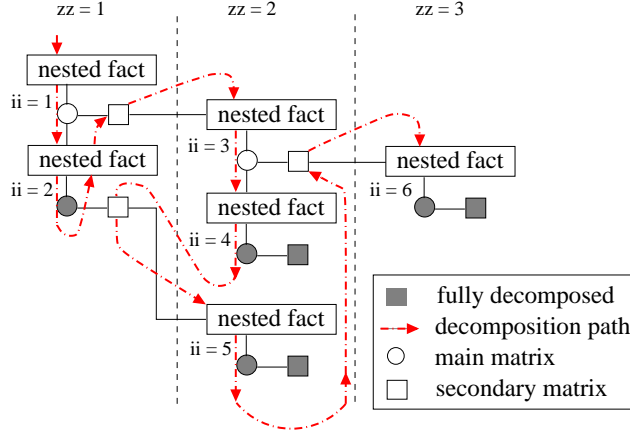 zz = 1
zz = 2
zz = 3
nested fact
ii = 1
nested fact
ii = 3
nested fact
nested fact
ii = 2
ii = 6
nested fact
ii = 4
nested fact
ii = 5
fully decomposed
decomposition path
main matrix
secondary matrix